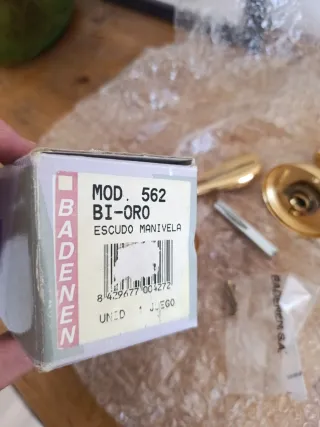 BADENEN
MOD. 562
BI-ORO
ESCUDO MANIVELA
8 429677 004272
UNID 1 JUEGO